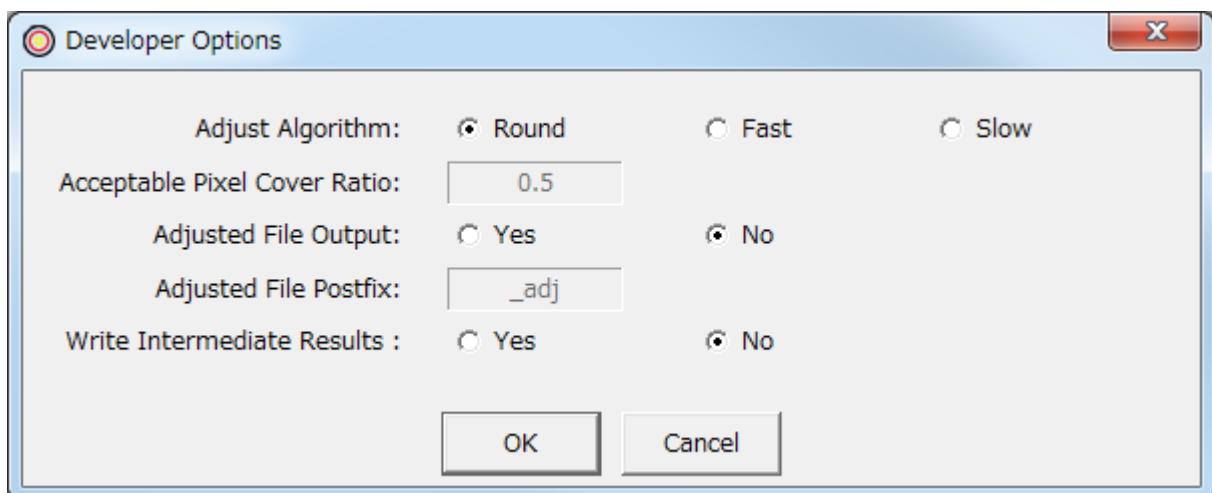 Developer Options
Adjust Algorithm: Round Fast Slow
Acceptable Pixel Cover Ratio: 0.5
Adjusted File Output: Yes No
Adjusted File Postfix: _adj
Write Intermediate Results : Yes No
OK Cancel